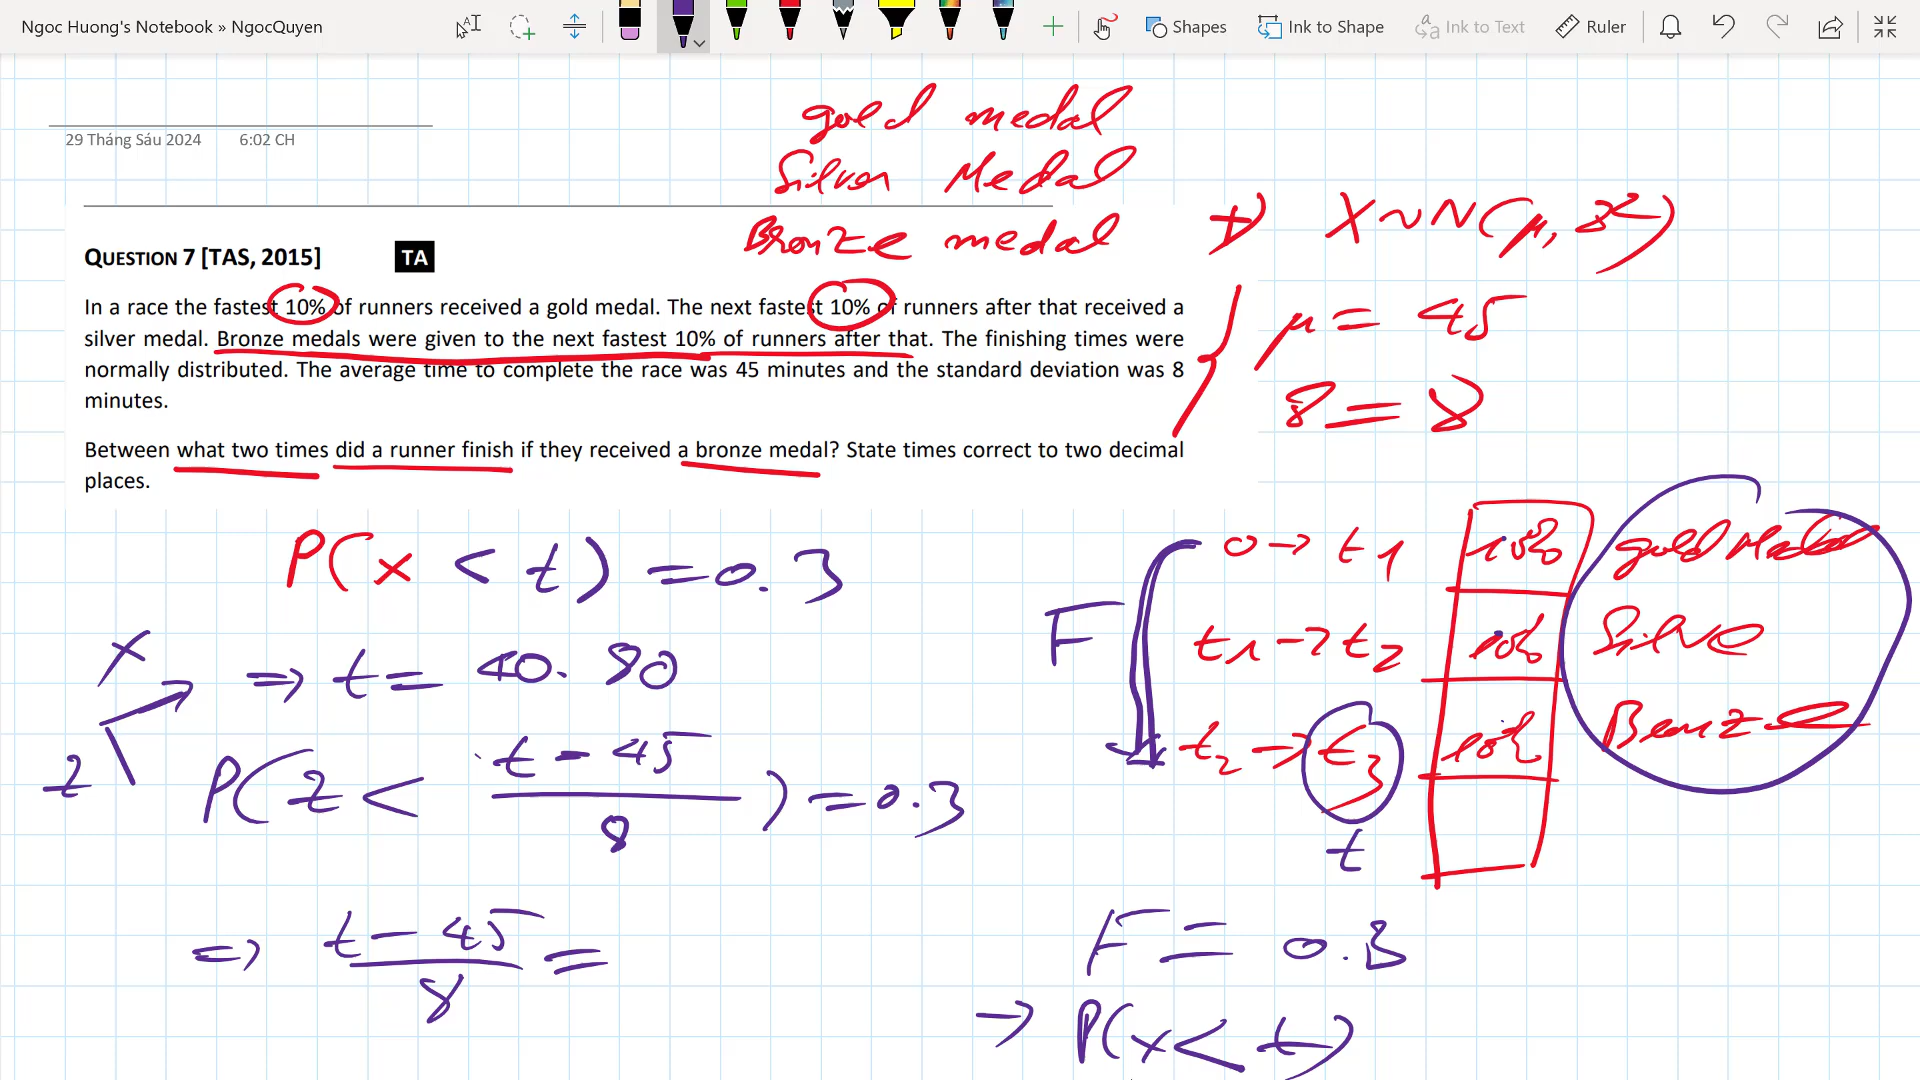 Ngoc Huong's Notebook » NgocQuyen
Shapes
Ink to Shape
Ink to Text
Ruler
29 Tháng Sáu 2024 6:02 CH
gold medal
Silver Medal
Bronze medal
QUESTION 7 [TAS, 2015] TA
In a race the fastest 10% of runners received a gold medal. The next fastest 10% of runners after that received a
silver medal. Bronze medals were given to the next fastest 10% of runners after that. The finishing times were
normally distributed. The average time to complete the race was 45 minutes and the standard deviation was 8
minutes.
Between what two times did a runner finish if they received a bronze medal? State times correct to two decimal
places.
X ~ N(μ, 8²)
μ = 45
8 = 8
P(x < t) = 0.3
x
⇒ t = 40.80
z
P(z < (t - 45)/8) = 0.3
⇒ (t - 45)/8 =
0 → t1 10% gold Medal
F
t1 → t2 10% Silve
t2 → t3 10% Bronze
t
F = 0.3
→ P(x < t)